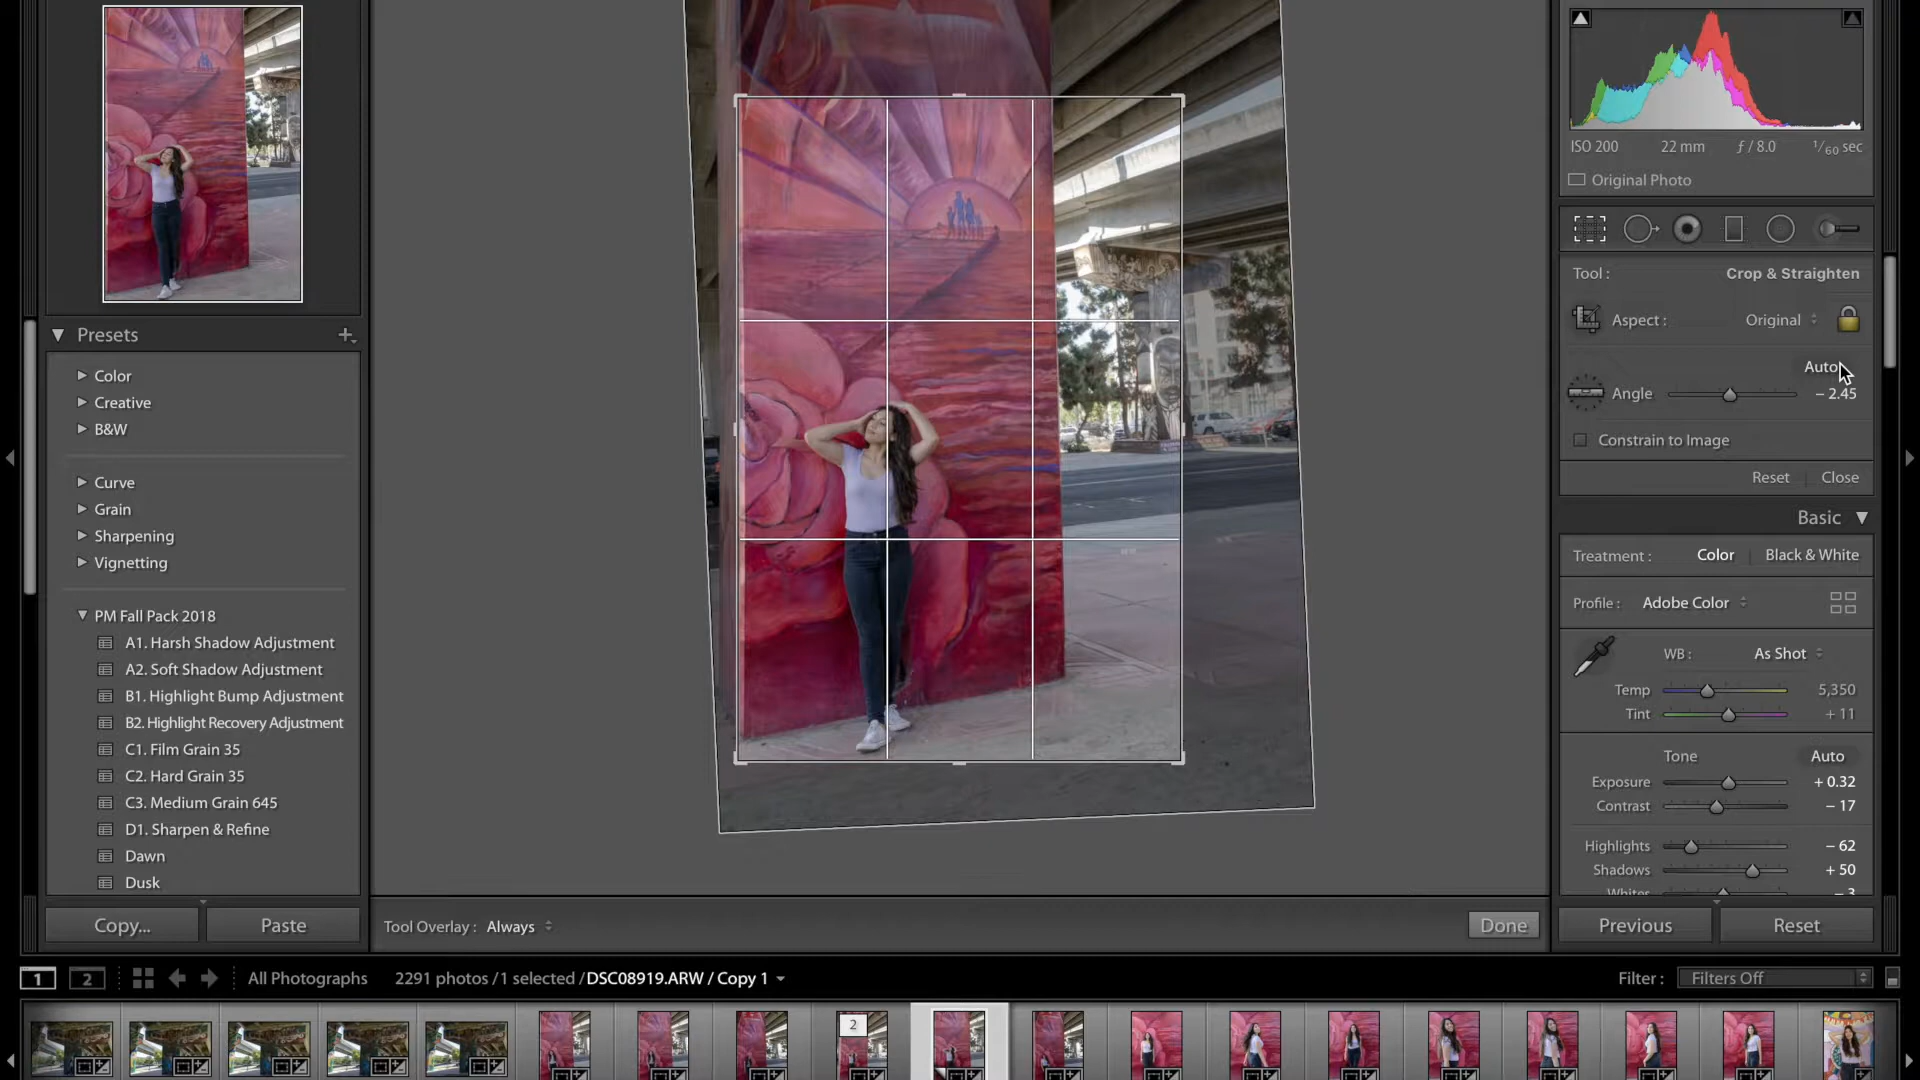 ISO 200 22 mm ƒ / 8.0 1/60 sec
Original Photo
Tool : Crop & Straighten
Aspect : Original
Auto
Angle − 2.45
Constrain to Image
Reset Close
Basic
Treatment : Color Black & White
Profile : Adobe Color
WB : As Shot
Temp 5,350
Tint + 11
Tone Auto
Exposure + 0.32
Contrast − 17
Highlights − 62
Shadows + 50
Whites − 3
Previous Reset
Presets
Color
Creative
B&W
Curve
Grain
Sharpening
Vignetting
PM Fall Pack 2018
A1. Harsh Shadow Adjustment
A2. Soft Shadow Adjustment
B1. Highlight Bump Adjustment
B2. Highlight Recovery Adjustment
C1. Film Grain 35
C2. Hard Grain 35
C3. Medium Grain 645
D1. Sharpen & Refine
Dawn
Dusk
Copy... Paste
Tool Overlay : Always Done
1 2 All Photographs 2291 photos / 1 selected / DSC08919.ARW / Copy 1 Filter : Filters Off
2